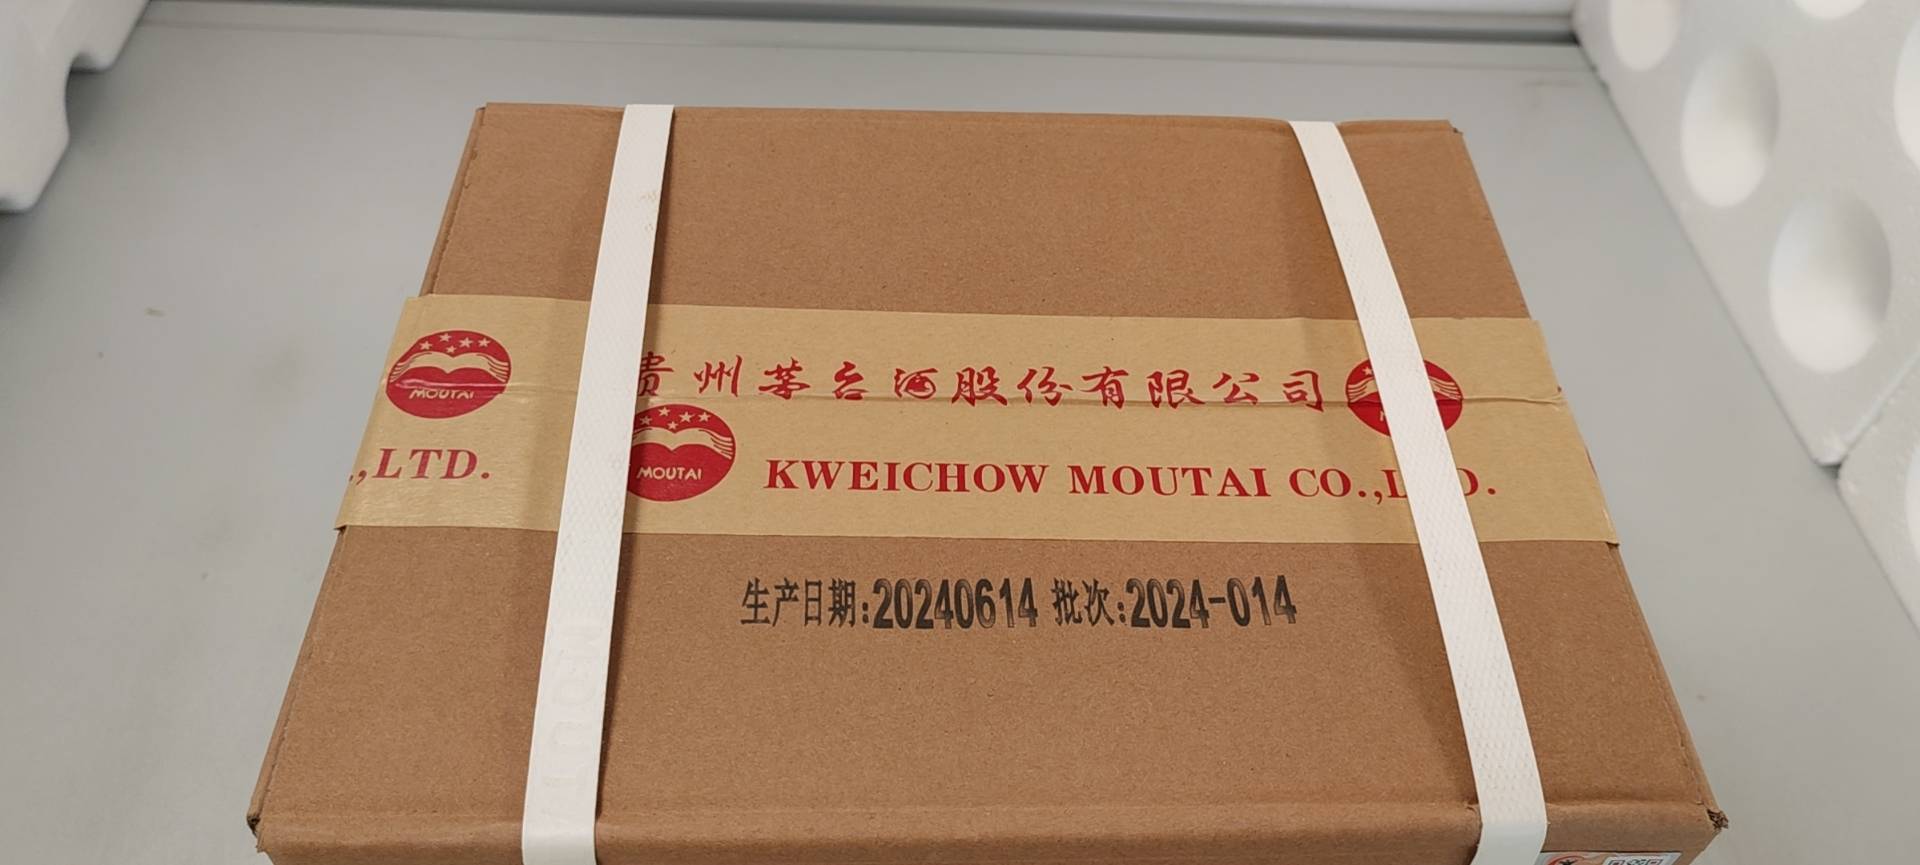 MOUTAI
贵州茅台酒股份有限公司
.,LTD.
MOUTAI
KWEICHOW MOUTAI CO.,L D.
生产日期:20240614 批次:2024-014